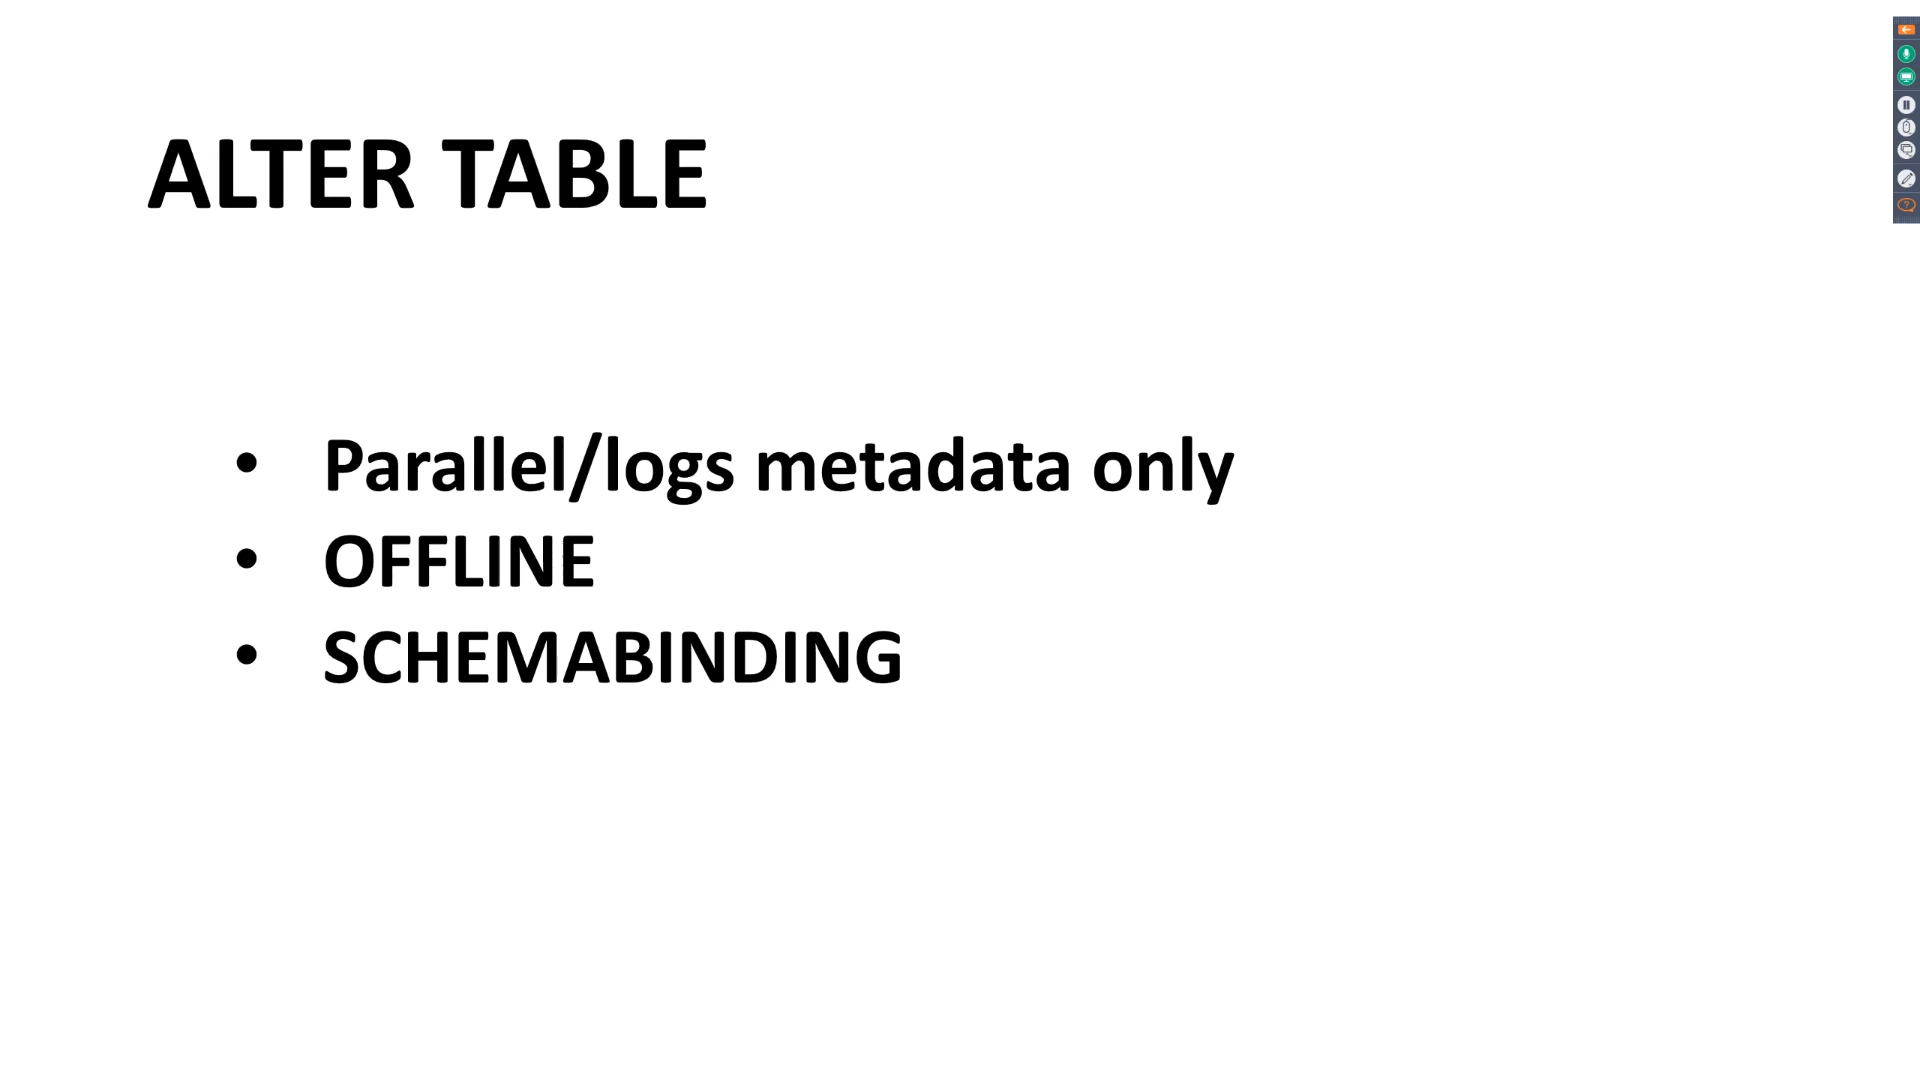 ALTER TABLE
• Parallel/logs metadata only
• OFFLINE
• SCHEMABINDING